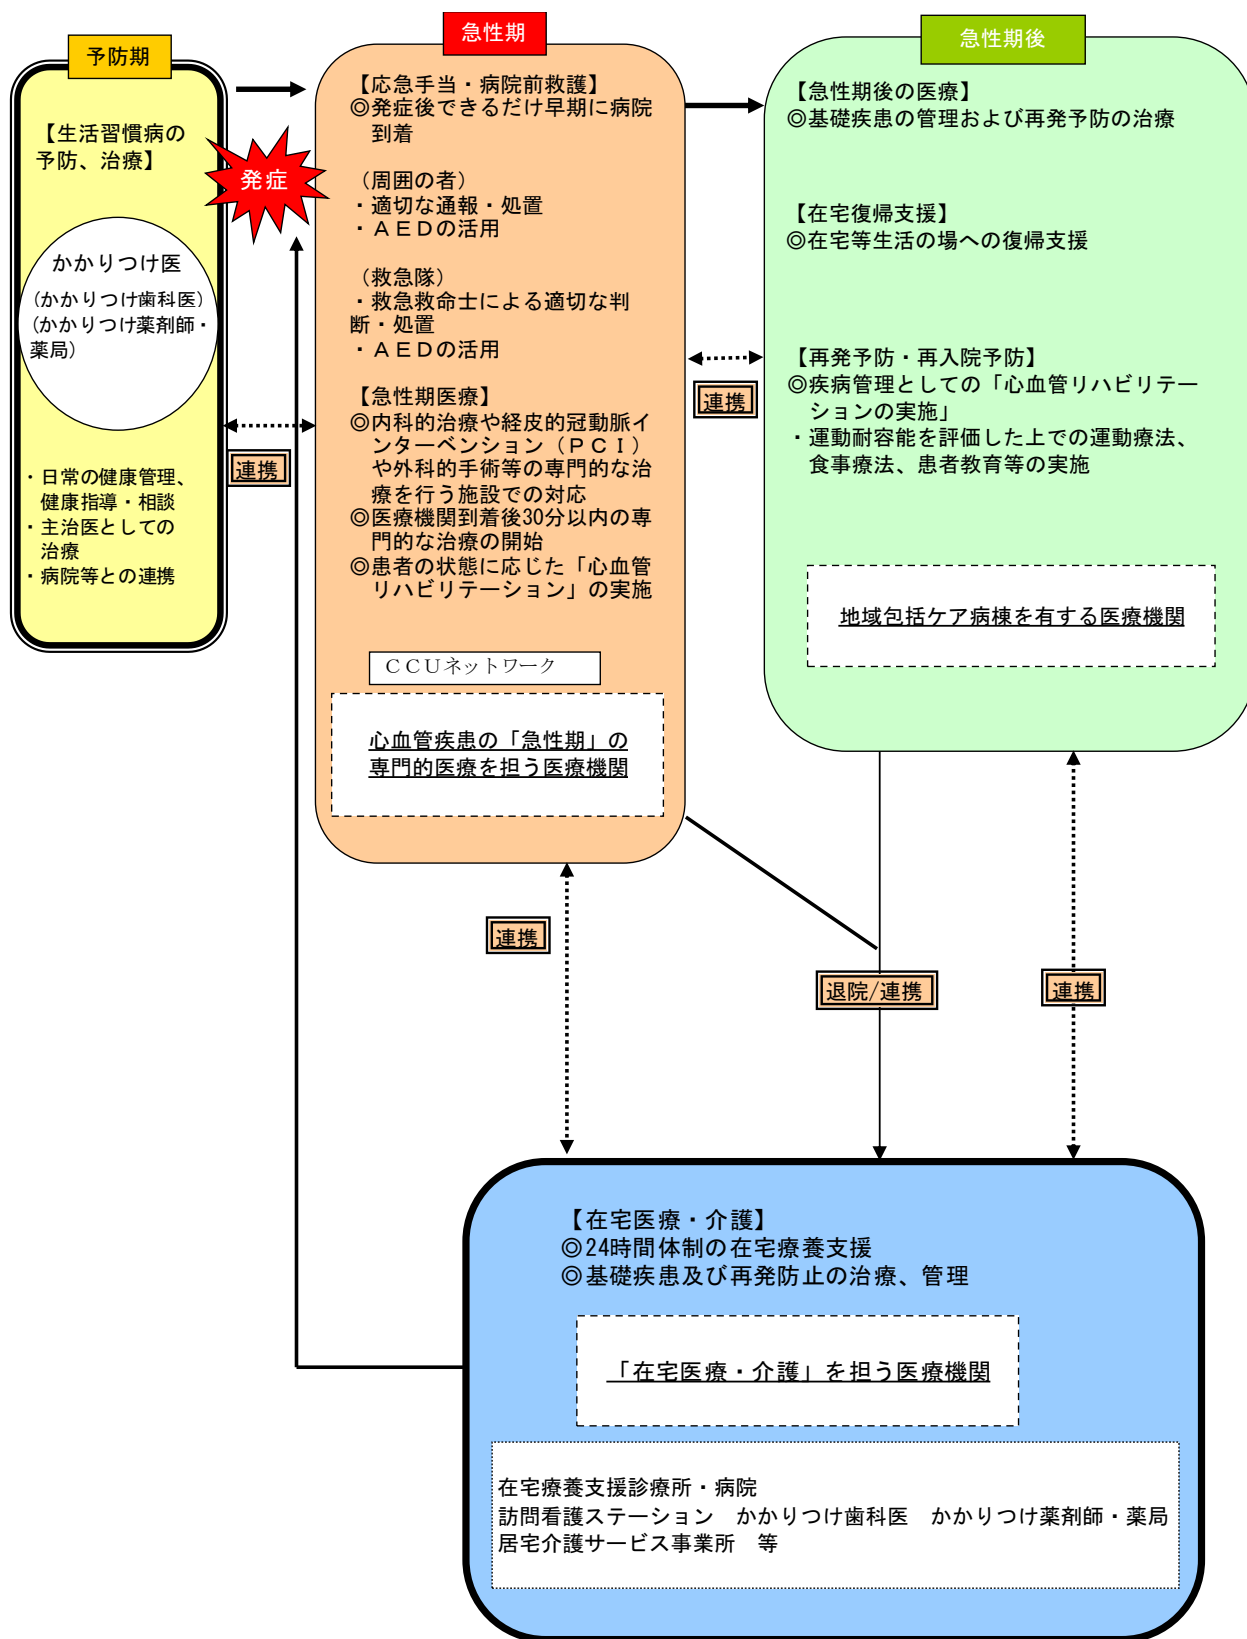 予防期
【生活習慣病の
予防、治療】
かかりつけ医
(かかりつけ歯科医)
(かかりつけ薬剤師・
薬局)
・日常の健康管理、
健康指導・相談
・主治医としての
治療
・病院等との連携
発症
連携
急性期
【応急手当・病院前救護】
◎発症後できるだけ早期に病院
到着
（周囲の者）
・適切な通報・処置
・ＡＥＤの活用
（救急隊）
・救急救命士による適切な判
断・処置
・ＡＥＤの活用
【急性期医療】
◎内科的治療や経皮的冠動脈イ
ンターベンション（ＰＣＩ）
や外科的手術等の専門的な治
療を行う施設での対応
◎医療機関到着後30分以内の専
門的な治療の開始
◎患者の状態に応じた「心血管
リハビリテーション」の実施
ＣＣＵネットワーク
心血管疾患の「急性期」の
専門的医療を担う医療機関
連携
急性期後
【急性期後の医療】
◎基礎疾患の管理および再発予防の治療
【在宅復帰支援】
◎在宅等生活の場への復帰支援
【再発予防・再入院予防】
◎疾病管理としての「心血管リハビリテー
ションの実施」
・運動耐容能を評価した上での運動療法、
食事療法、患者教育等の実施
地域包括ケア病棟を有する医療機関
連携
退院/連携
連携
【在宅医療・介護】
◎24時間体制の在宅療養支援
◎基礎疾患及び再発防止の治療、管理
「在宅医療・介護」を担う医療機関
在宅療養支援診療所・病院
訪問看護ステーション　かかりつけ歯科医　かかりつけ薬剤師・薬局
居宅介護サービス事業所　等